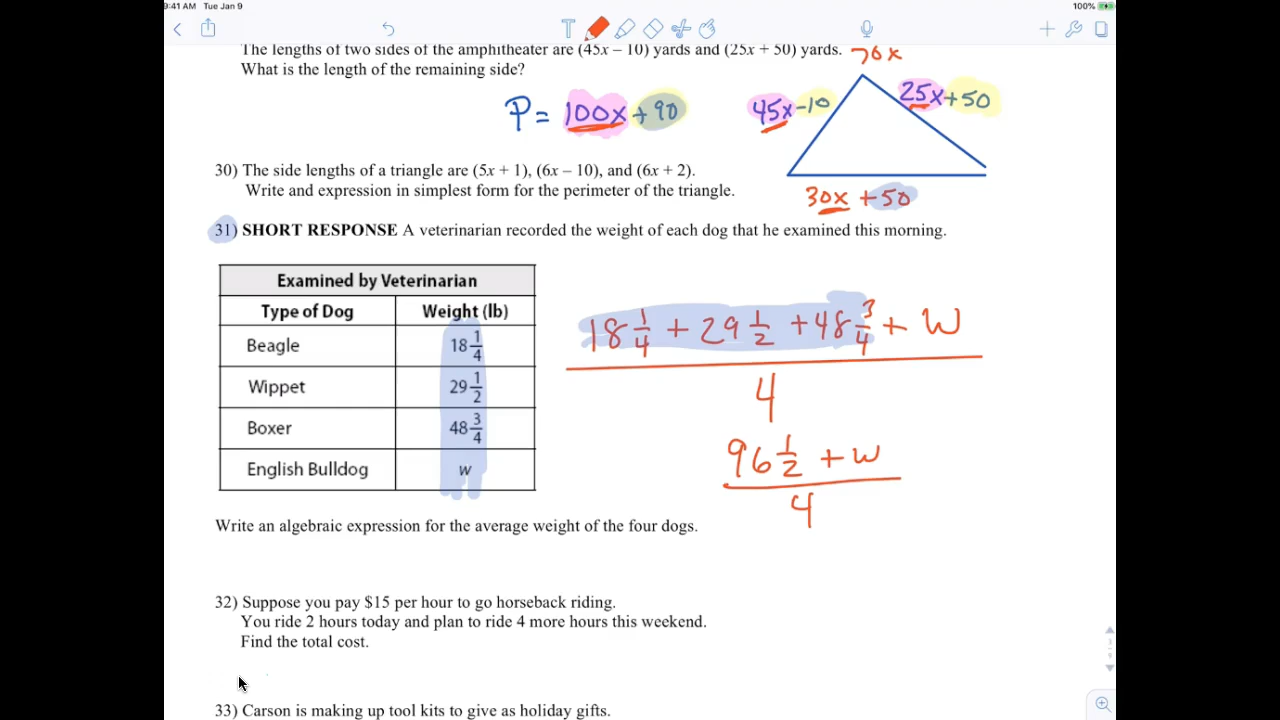 9:41 AM Tue Jan 9
100%
The lengths of two sides of the amphitheater are (45x – 10) yards and (25x + 50) yards.
What is the length of the remaining side?
70x
P = 100x + 90
45x-10
25x+50
30x + 50
30) The side lengths of a triangle are (5x + 1), (6x – 10), and (6x + 2).
Write and expression in simplest form for the perimeter of the triangle.
31) SHORT RESPONSE A veterinarian recorded the weight of each dog that he examined this morning.
Examined by Veterinarian
Type of Dog Weight (lb)
Beagle 18 1/4
Wippet 29 1/2
Boxer 48 3/4
English Bulldog w
18 1/4 + 29 1/2 + 48 3/4 + W
4
96 1/2 + w
4
Write an algebraic expression for the average weight of the four dogs.
32) Suppose you pay $15 per hour to go horseback riding.
You ride 2 hours today and plan to ride 4 more hours this weekend.
Find the total cost.
33) Carson is making up tool kits to give as holiday gifts.